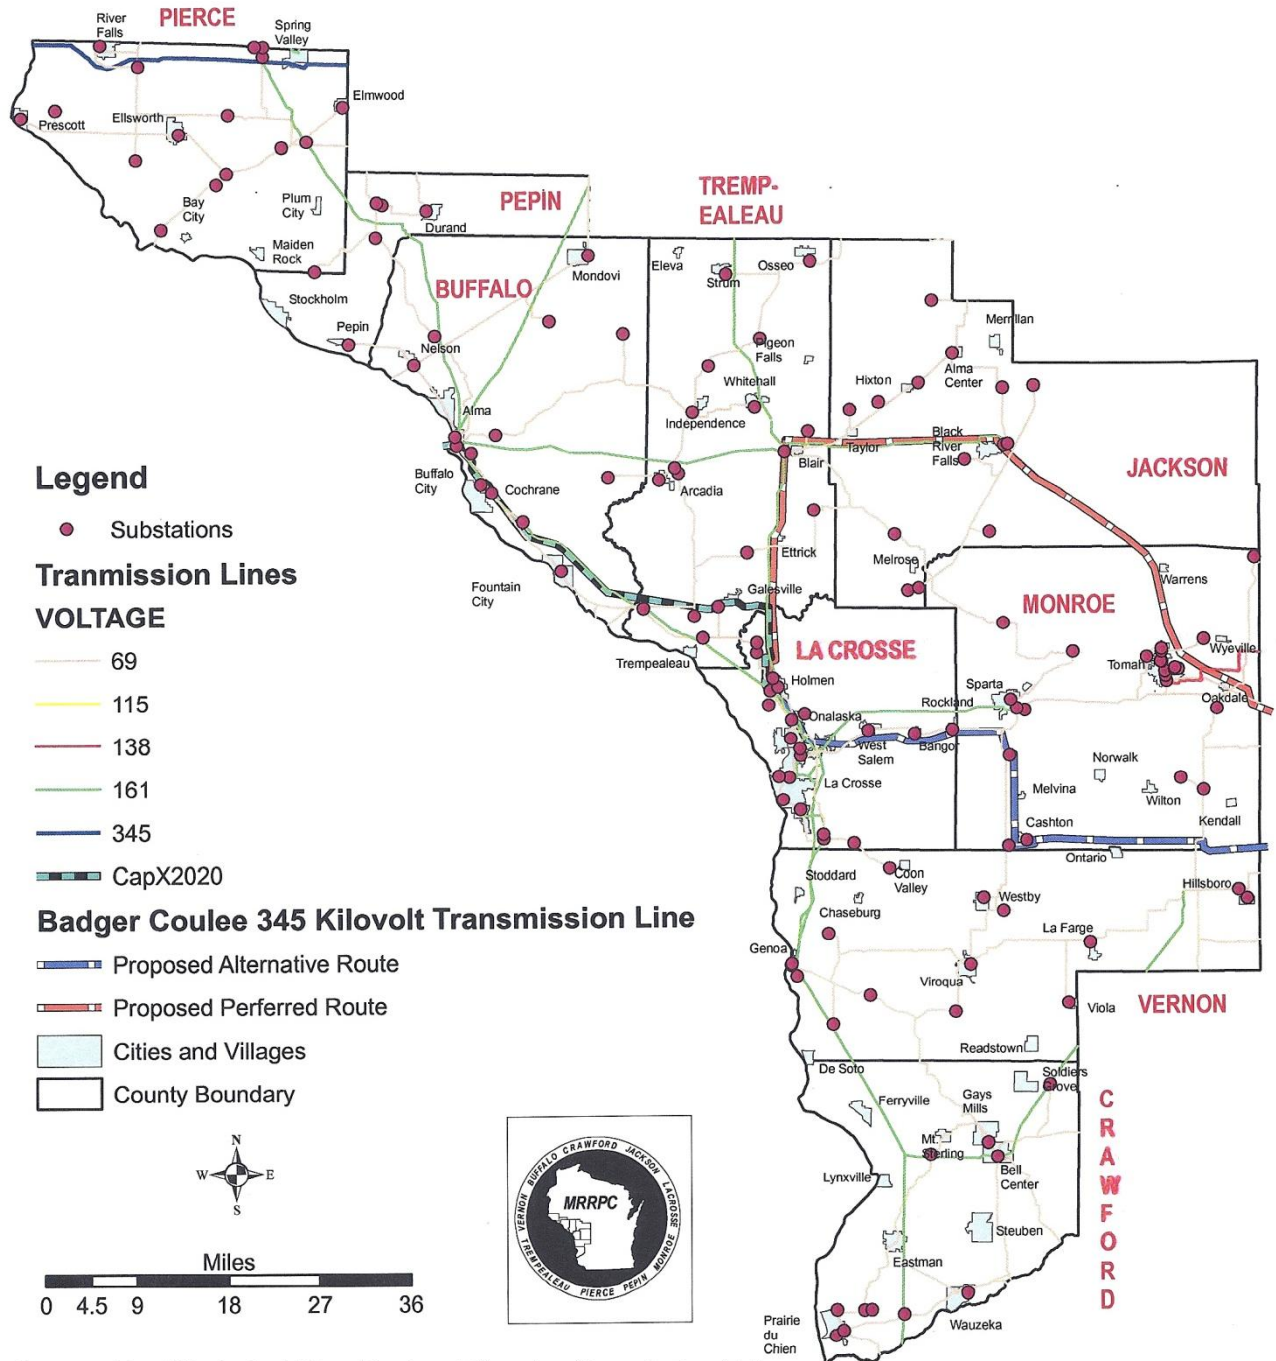 PIERCE
River
Falls
Spring
Valley
Elmwood
Prescott
Ellsworth
Bay
City
Plum
City
Maiden
Rock
PEPIN
Durand
TREMP-
EALEAU
Stockholm
BUFFALO
Mondovi
Eleva
Strum
Osseo
Pepin
Nelson
Pigeon
Falls
Merrillan
Alma
Center
Hixton
Whitehall
Independence
Alma
Black
River
Falls
Taylor
Blair
JACKSON
Buffalo
City
Cochrane
Arcadia
Legend
Substations
Tranmission Lines
VOLTAGE
69
115
138
161
345
CapX2020
Badger Coulee 345 Kilovolt Transmission Line
Proposed Alternative Route
Proposed Perferred Route
Cities and Villages
County Boundary
Ettrick
Melrose
Warrens
Fountain
City
Galesville
MONROE
Trempealeau
LA CROSSE
Wyeville
Tomah
Holmen
Sparta
Rockland
Oakdale
Onalaska
West
Salem
Bangor
La Crosse
Norwalk
Melvina
Wilton
Kendall
Cashton
Ontario
Stoddard
Coon
Valley
Chaseburg
Westby
Hillsboro
La Farge
Genoa
Viroqua
Viola
VERNON
Readstown
De Soto
Soldiers
Grove
Ferryville
Gays
Mills
Mt.
Sterling
Bell
Center
Lynxville
CRAWFORD
Steuben
Eastman
Wauzeka
Prairie
du
Chien
N
W E
S
Miles
0 4.5 9 18 27 36
MRRPC
VERNON BUFFALO CRAWFORD JACKSON LACROSSE
TREMPEALEAU PIERCE PEPIN MONROE